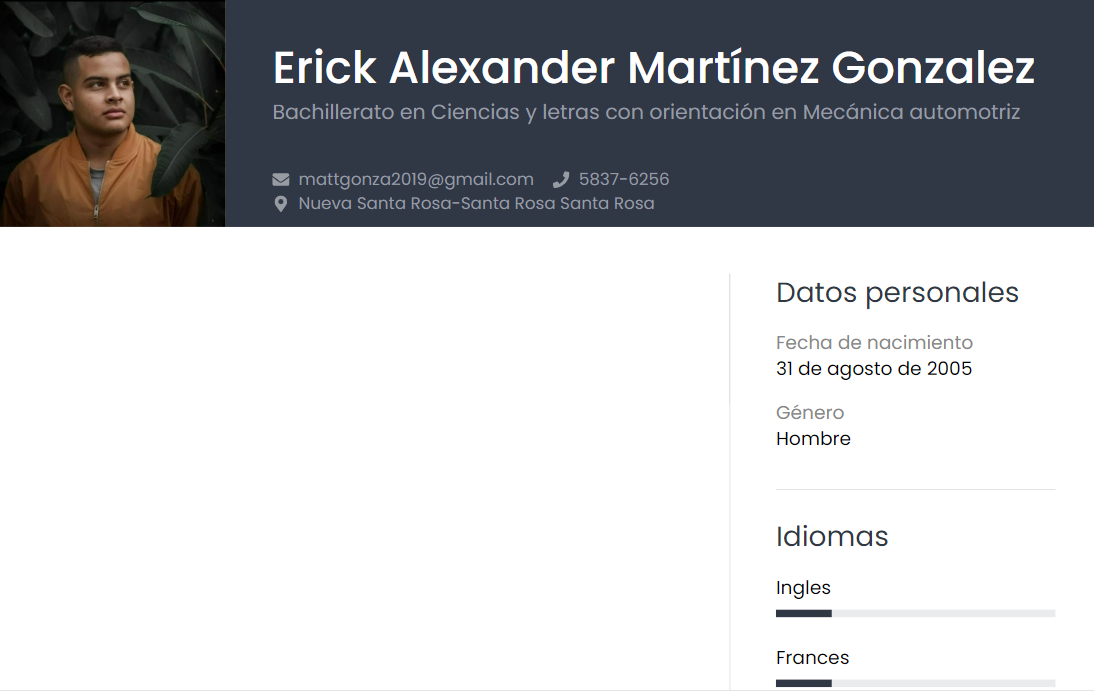 Erick Alexander Martínez Gonzalez
Bachillerato en Ciencias y letras con orientación en Mecánica automotriz
mattgonza2019@gmail.com 5837-6256
Nueva Santa Rosa-Santa Rosa Santa Rosa
Datos personales
Fecha de nacimiento
31 de agosto de 2005
Género
Hombre
Idiomas
Ingles
Frances